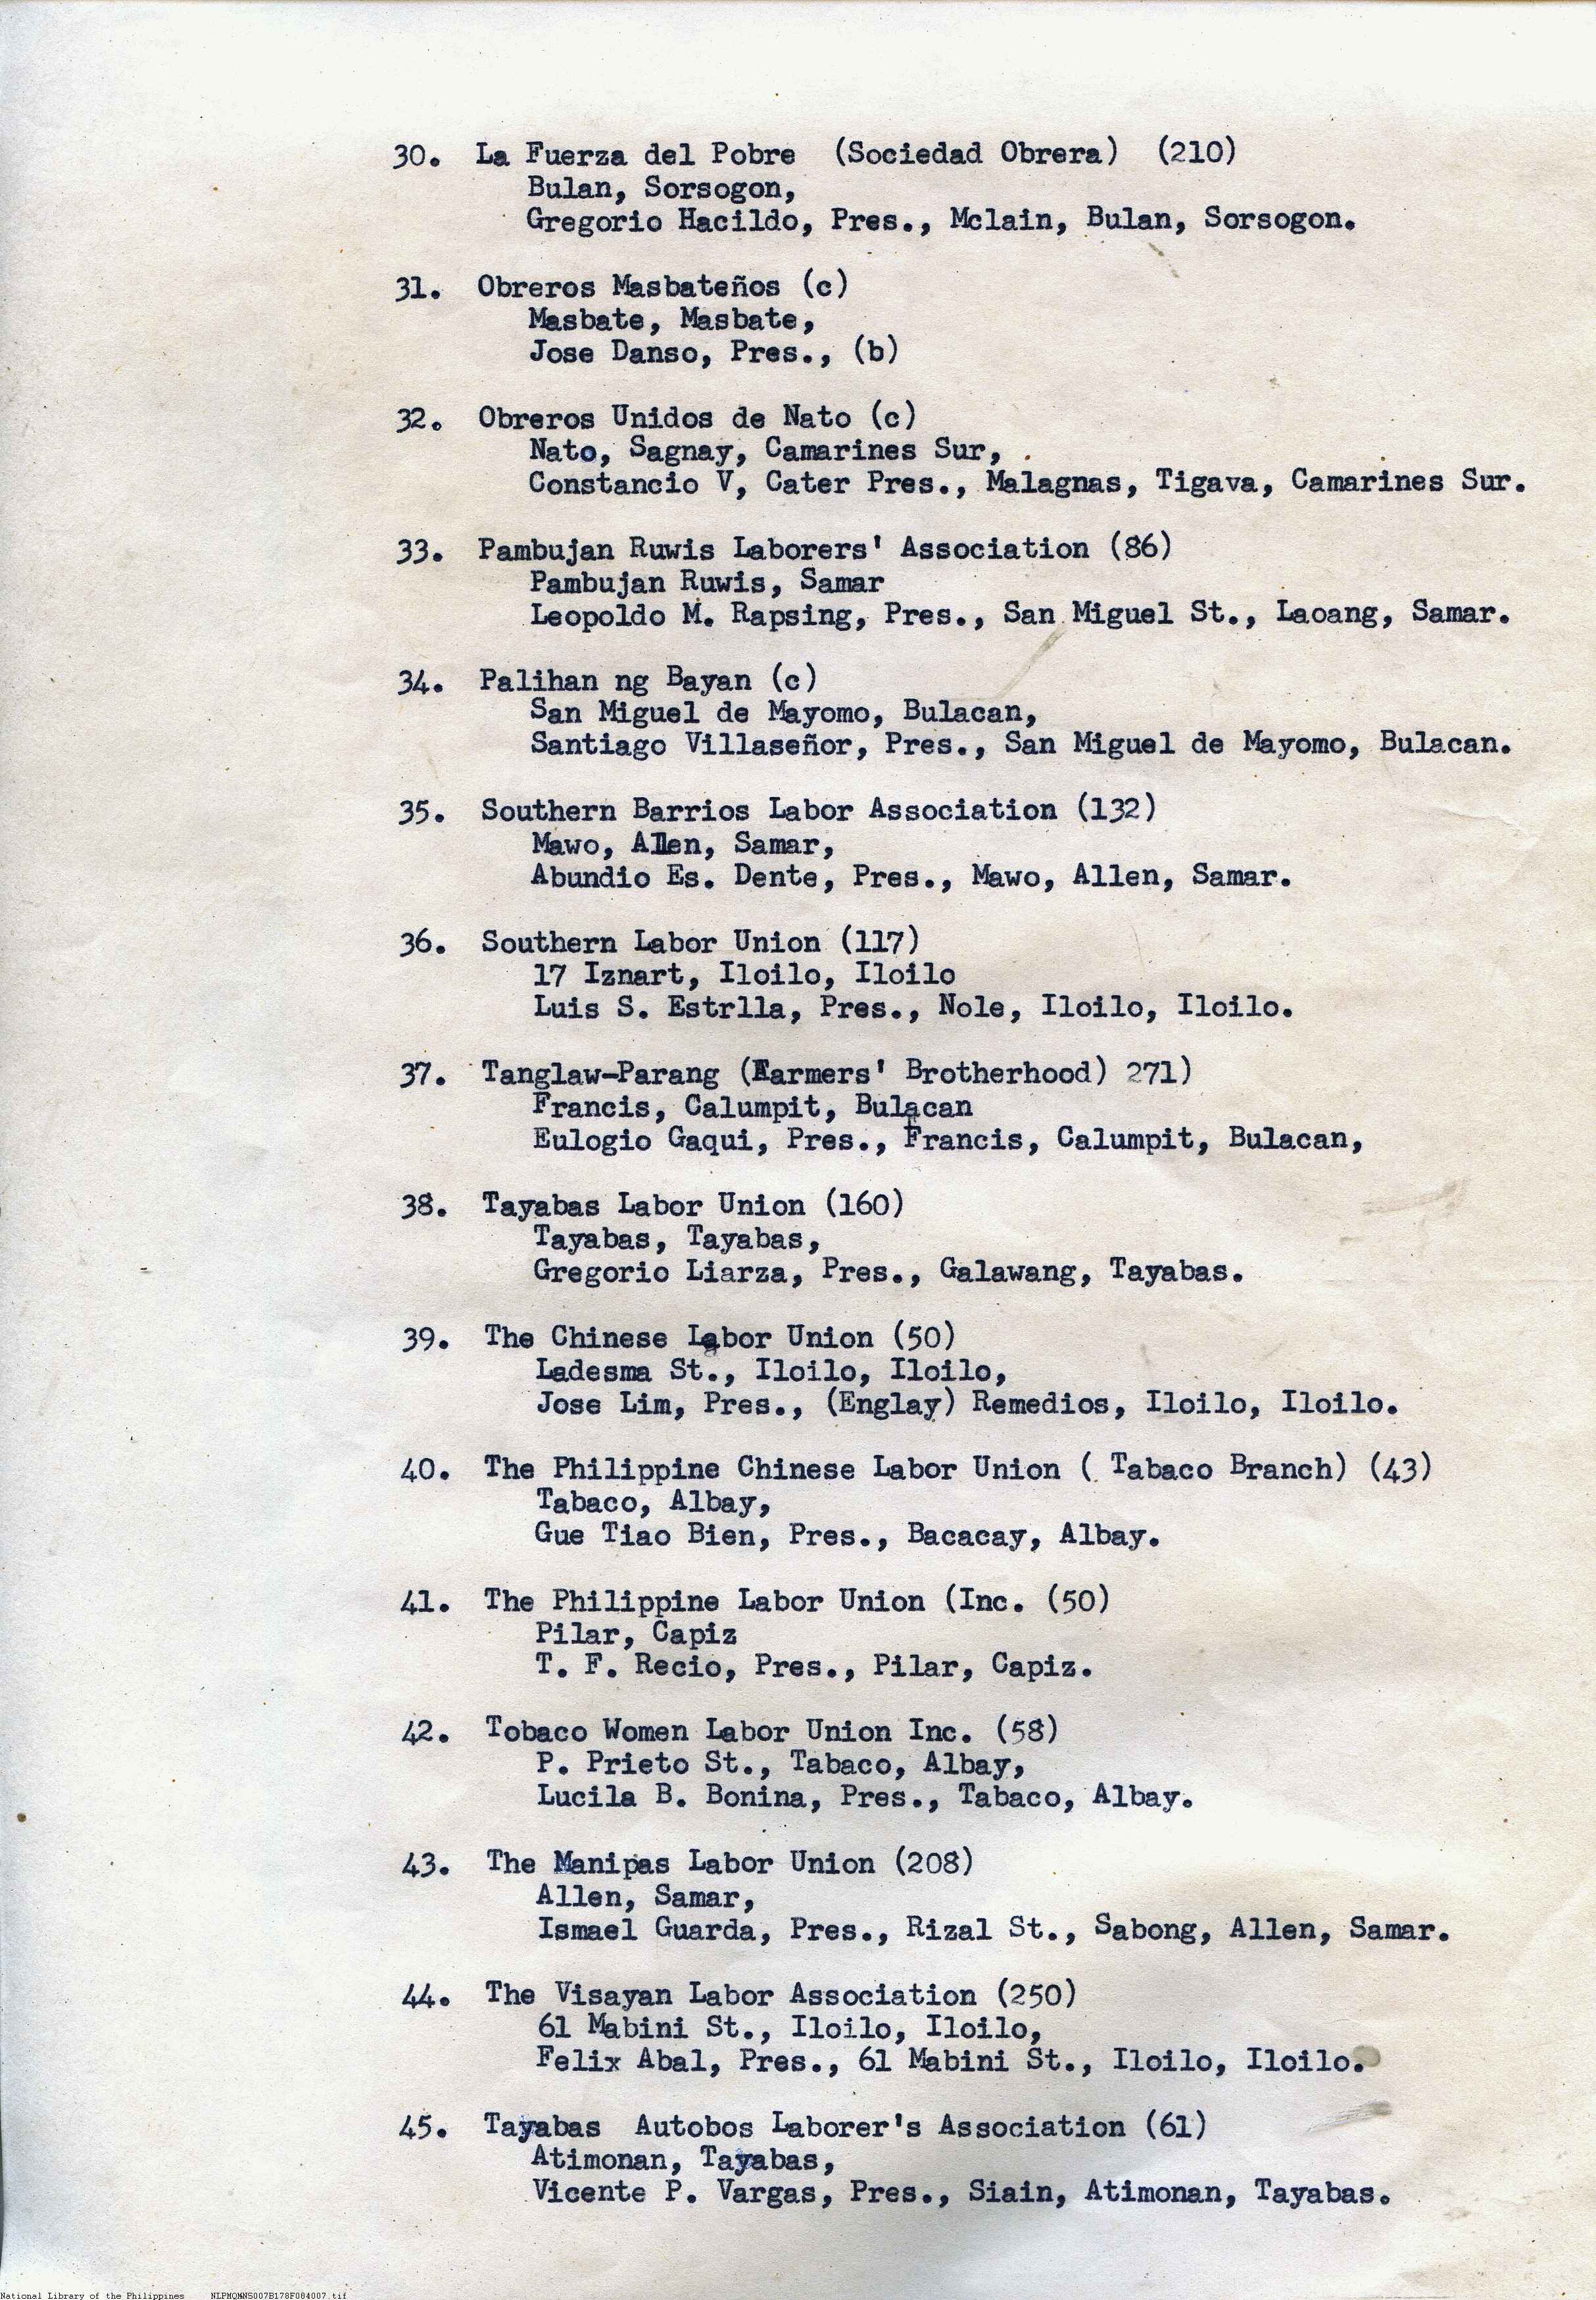 30. La Fuerza del Pobre (Sociedad Obrera) (210)
Bulan, Sorsogon,
Gregorio Hacildo, Pres., Mclain, Bulan, Sorsogon.
31. Obreros Masbateños (c)
Masbate, Masbate,
Jose Danso, Pres., (b)
32. Obreros Unidos de Nato (c)
Nato, Sagnay, Camarines Sur,
Constancio V, Cater Pres., Malagnas, Tigava, Camarines Sur.
33. Pambujan Ruwis Laborers' Association (86)
Pambujan Ruwis, Samar
Leopoldo M. Rapsing, Pres., San Miguel St., Laoang, Samar.
34. Palihan ng Bayan (c)
San Miguel de Mayomo, Bulacan,
Santiago Villaseñor, Pres., San Miguel de Mayomo, Bulacan.
35. Southern Barrios Labor Association (132)
Mawo, Allen, Samar,
Abundio Es. Dente, Pres., Mawo, Allen, Samar.
36. Southern Labor Union (117)
17 Iznart, Iloilo, Iloilo
Luis S. Estrlla, Pres., Nole, Iloilo, Iloilo.
37. Tanglaw-Parang (Farmers' Brotherhood) 271)
Francis, Calumpit, Bulacan
Eulogio Gaqui, Pres., Francis, Calumpit, Bulacan,
38. Tayabas Labor Union (160)
Tayabas, Tayabas,
Gregorio Liarza, Pres., Galawang, Tayabas.
39. The Chinese Labor Union (50)
Ladesma St., Iloilo, Iloilo,
Jose Lim, Pres., (Englay) Remedios, Iloilo, Iloilo.
40. The Philippine Chinese Labor Union ( Tabaco Branch) (43)
Tabaco, Albay,
Gue Tiao Bien, Pres., Bacacay, Albay.
41. The Philippine Labor Union (Inc. (50)
Pilar, Capiz
T. F. Recio, Pres., Pilar, Capiz.
42. Tobaco Women Labor Union Inc. (58)
P. Prieto St., Tabaco, Albay,
Lucila B. Bonina, Pres., Tabaco, Albay.
43. The Manipas Labor Union (208)
Allen, Samar,
Ismael Guarda, Pres., Rizal St., Sabong, Allen, Samar.
44. The Visayan Labor Association (250)
61 Mabini St., Iloilo, Iloilo,
Felix Abal, Pres., 61 Mabini St., Iloilo, Iloilo.
45. Tayabas Autobos Laborer's Association (61)
Atimonan, Tayabas,
Vicente P. Vargas, Pres., Siain, Atimonan, Tayabas.
National Library of the Philippines NLPMQMNS007B178F084007.tif